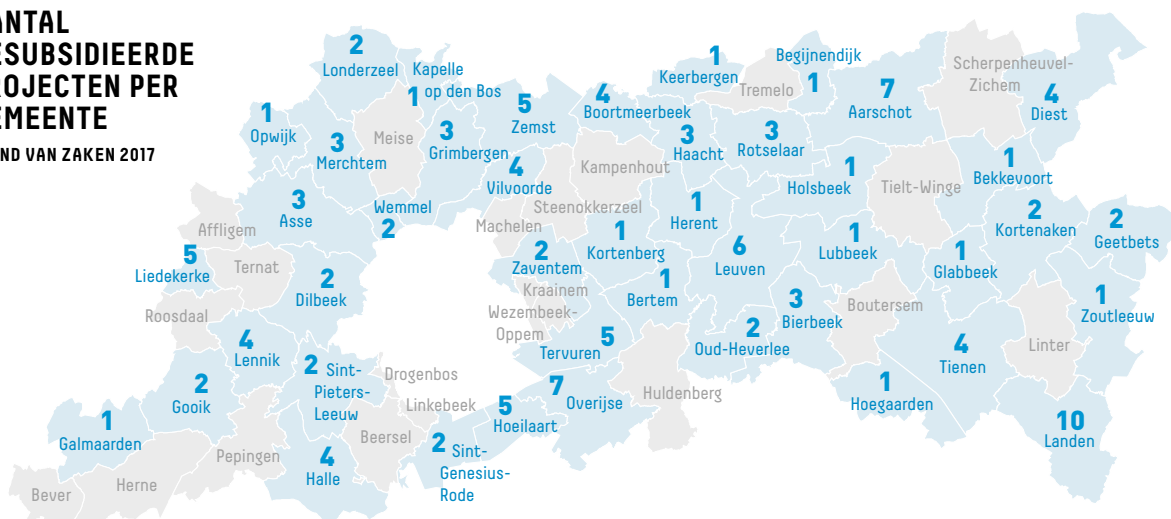 ANTAL
ESUBSIDIEERDE
ROJECTEN PER
EMEENTE
ND VAN ZAKEN 2017
2
Londerzeel
Kapelle
op den Bos
1
1
Opwijk
3
Merchtem
Meise
3
Grimbergen
5
Zemst
4
Boortmeerbeek
1
Keerbergen
Tremelo
Begijnendijk
1
7
Aarschot
Scherpenheuvel-
Zichem
4
Diest
4
Vilvoorde
Kampenhout
3
Haacht
3
Rotselaar
1
Holsbeek
Tielt-Winge
1
Bekkevoort
3
Asse
Wemmel
2
Affligem
Machelen
Steenokkerzeel
1
Herent
2
Kortenaken
2
Geetbets
5
Liedekerke
Ternat
2
Dilbeek
2
Zaventem
1
Kortenberg
6
Leuven
1
Lubbeek
1
Glabbeek
Roosdaal
Kraainem
Wezembeek-
Oppem
1
Bertem
3
Bierbeek
Boutersem
1
Zoutleeuw
4
Lennik
5
Tervuren
2
Oud-Heverlee
4
Tienen
Linter
2
Gooik
2
Sint-
Pieters-
Leeuw
Drogenbos
Linkebeek
7
Overijse
Huldenberg
1
Hoegaarden
1
Galmaarden
Beersel
5
Hoeilaart
10
Landen
Pepingen
4
Halle
2
Sint-
Genesius-
Rode
Bever
Herne